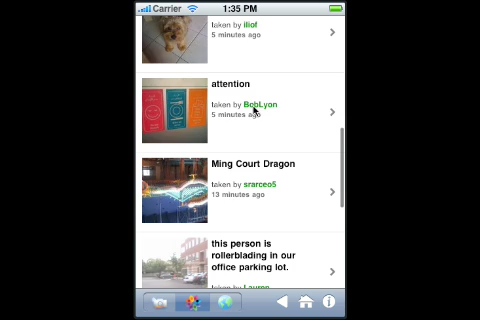 Carrier
1:35 PM
taken by iliof
5 minutes ago
attention
taken by BobLyon
5 minutes ago
Ming Court Dragon
taken by srarceo5
13 minutes ago
this person is
rollerblading in our
office parking lot.
taken by Lauren